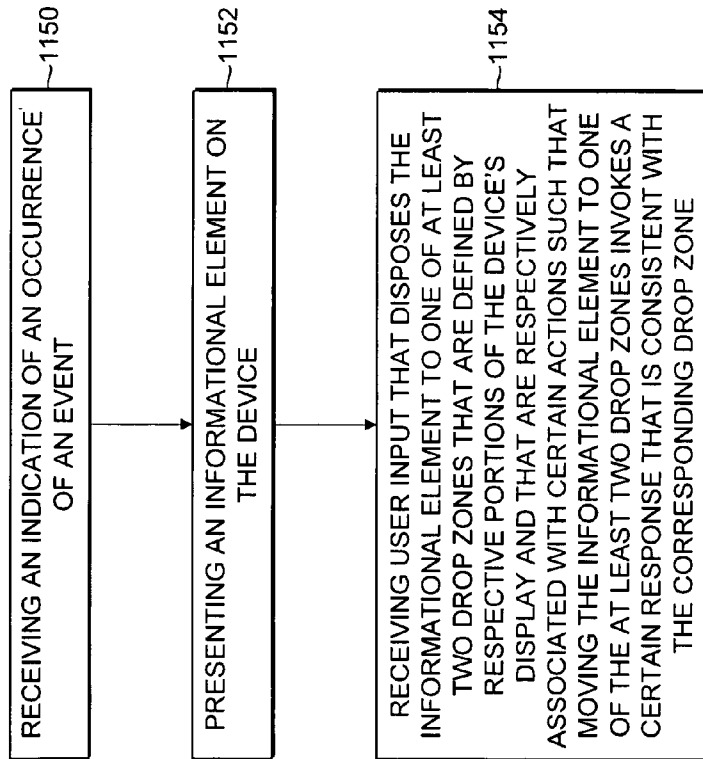 RECEIVING AN INDICATION OF AN OCCURRENCE
OF AN EVENT
1150
PRESENTING AN INFORMATIONAL ELEMENT ON
THE DEVICE
1152
RECEIVING USER INPUT THAT DISPOSES THE
INFORMATIONAL ELEMENT TO ONE OF AT LEAST
TWO DROP ZONES THAT ARE DEFINED BY
RESPECTIVE PORTIONS OF THE DEVICE'S
DISPLAY AND THAT ARE RESPECTIVELY
ASSOCIATED WITH CERTAIN ACTIONS SUCH THAT
MOVING THE INFORMATIONAL ELEMENT TO ONE
OF THE AT LEAST TWO DROP ZONES INVOKES A
CERTAIN RESPONSE THAT IS CONSISTENT WITH
THE CORRESPONDING DROP ZONE
1154